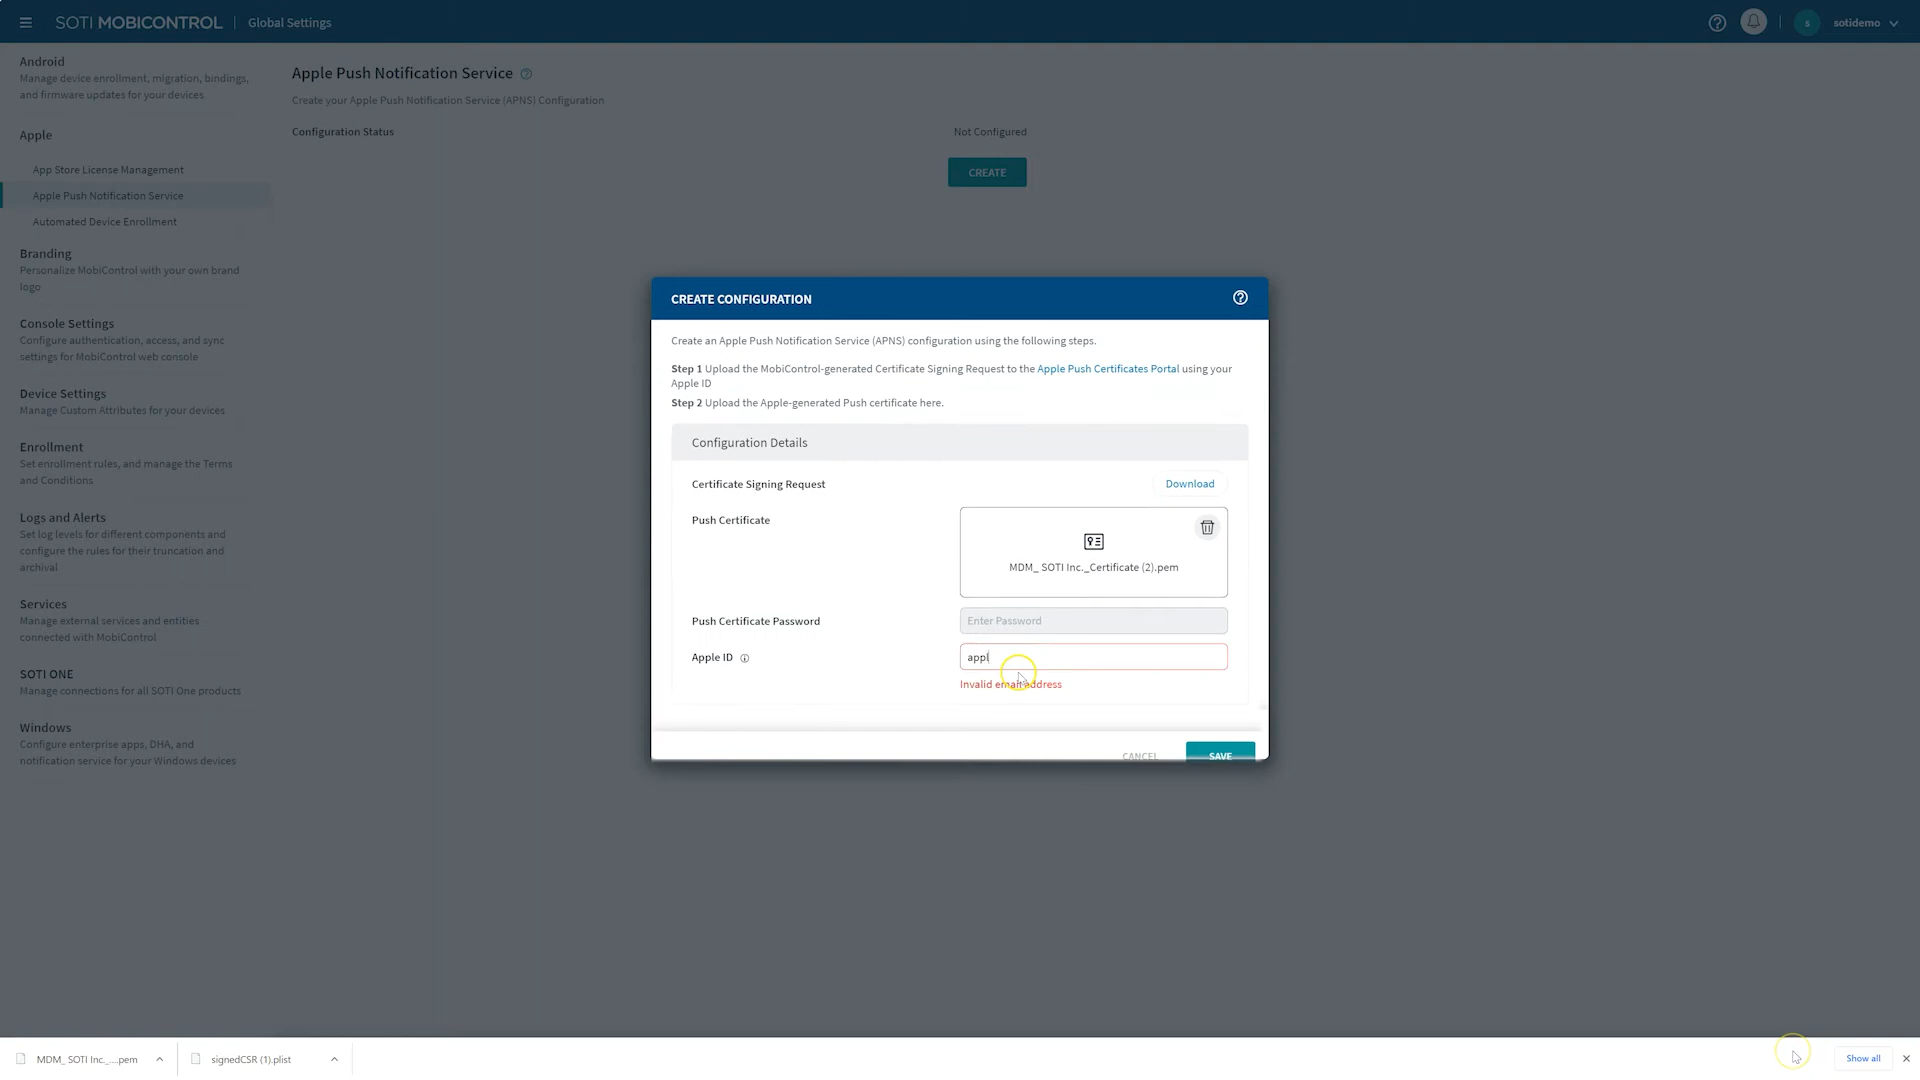 SOTI MOBICONTROL | Global Settings
s sotidemo
Android
Manage device enrollment, migration, bindings,
and firmware updates for your devices
Apple
App Store License Management
Apple Push Notification Service
Automated Device Enrollment
Branding
Personalize MobiControl with your own brand
logo
Console Settings
Configure authentication, access, and sync
settings for MobiControl web console
Device Settings
Manage Custom Attributes for your devices
Enrollment
Set enrollment rules, and manage the Terms
and Conditions
Logs and Alerts
Set log levels for different components and
configure the rules for their truncation and
archival
Services
Manage external services and entities
connected with MobiControl
SOTI ONE
Manage connections for all SOTI One products
Windows
Configure enterprise apps, DHA, and
notification service for your Windows devices
Apple Push Notification Service
Create your Apple Push Notification Service (APNS) Configuration
Configuration Status
Not Configured
CREATE
CREATE CONFIGURATION
Create an Apple Push Notification Service (APNS) configuration using the following steps.
Step 1 Upload the MobiControl-generated Certificate Signing Request to the Apple Push Certificates Portal using your
Apple ID
Step 2 Upload the Apple-generated Push certificate here.
Configuration Details
Certificate Signing Request
Download
Push Certificate
MDM_ SOTI Inc._Certificate (2).pem
Push Certificate Password
Enter Password
Apple ID
appl
Invalid email address
CANCEL
SAVE
MDM_ SOTI Inc._....pem
signedCSR (1).plist
Show all